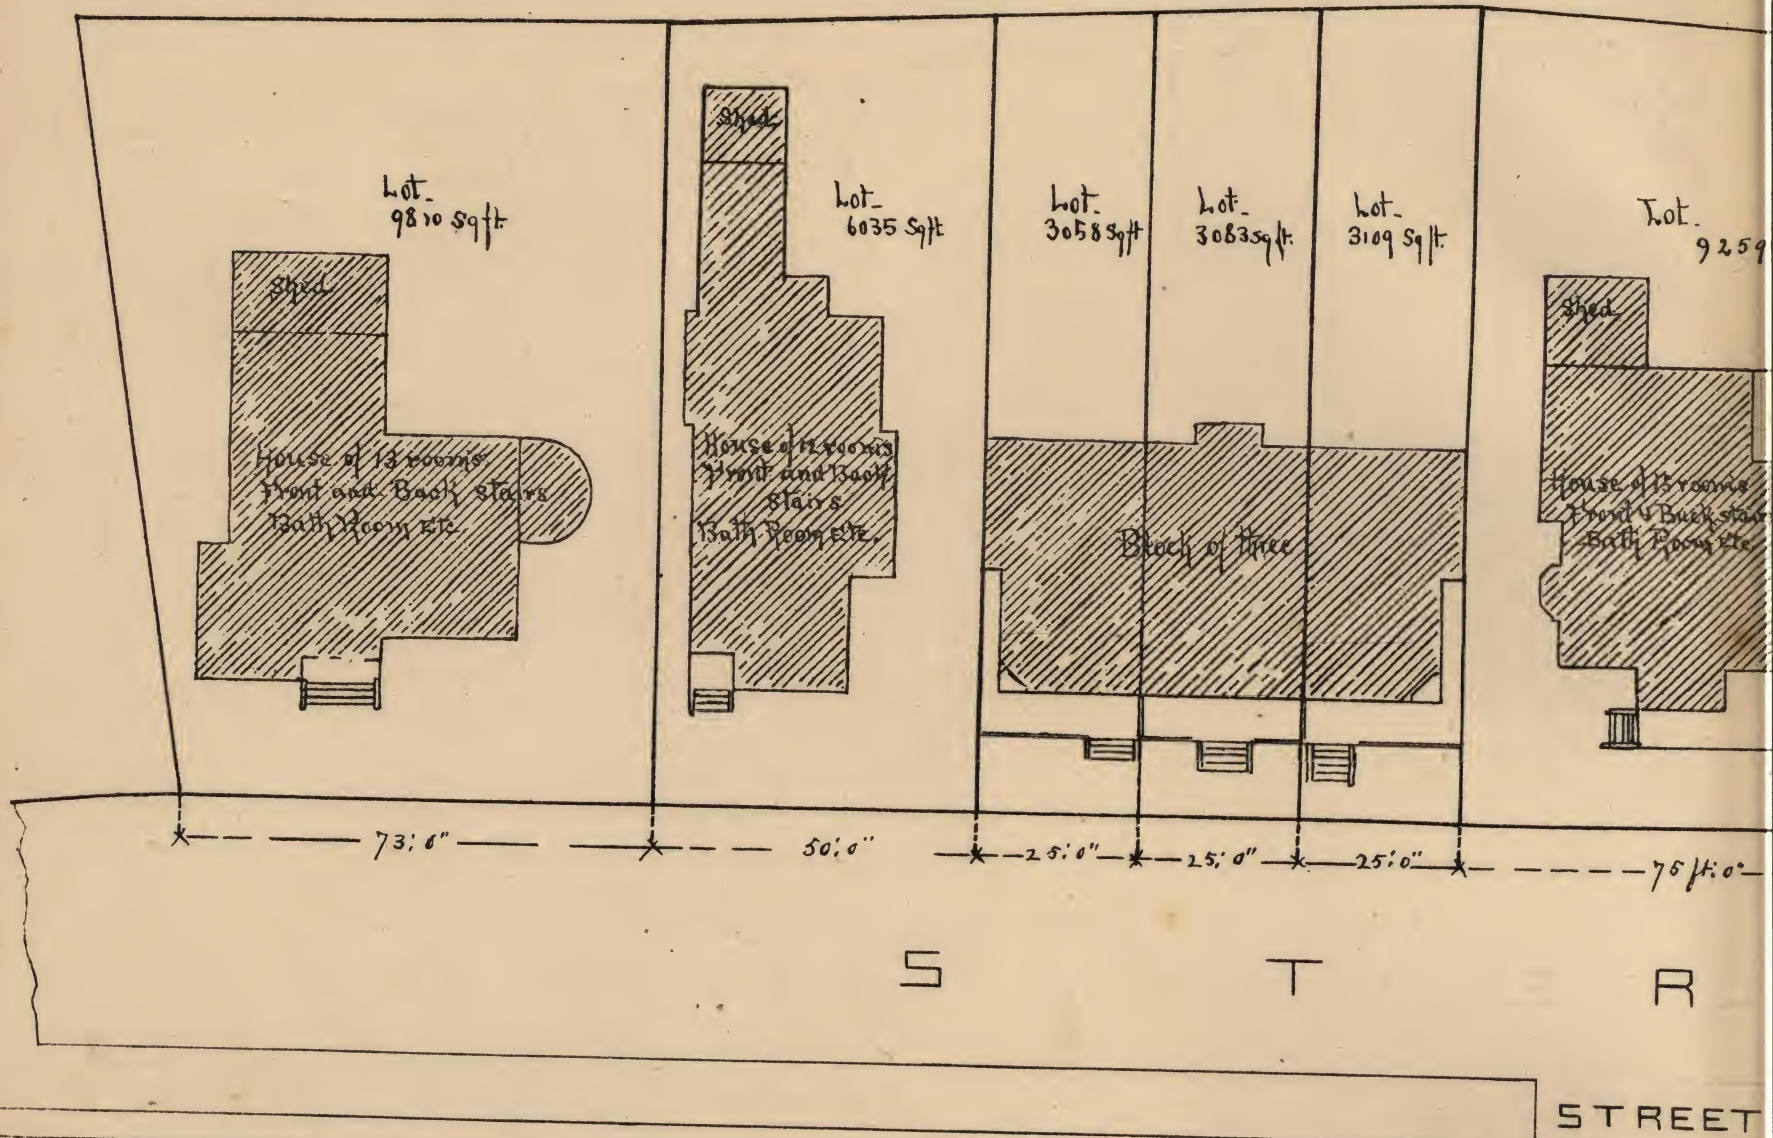 Shed
Lot.
9810 Sq ft.
Shed
House of 13 rooms
Front and Back Stairs
Bath Room Etc
Lot-
6035 Sq ft
House of 12 rooms
Front and Back
Stairs
Bath Room Etc.
Lot-
3058 Sq ft
Lot-
3083 sq ft.
Lot-
3109 Sq ft.
Block of three
Lot.
9259
Shed
House of 13 rooms
Front & Back stair
Bath Room Etc
73' 0"
50' 0"
25' 0"
25' 0"
25' 0"
75 ft. 0"
S T R
STREET